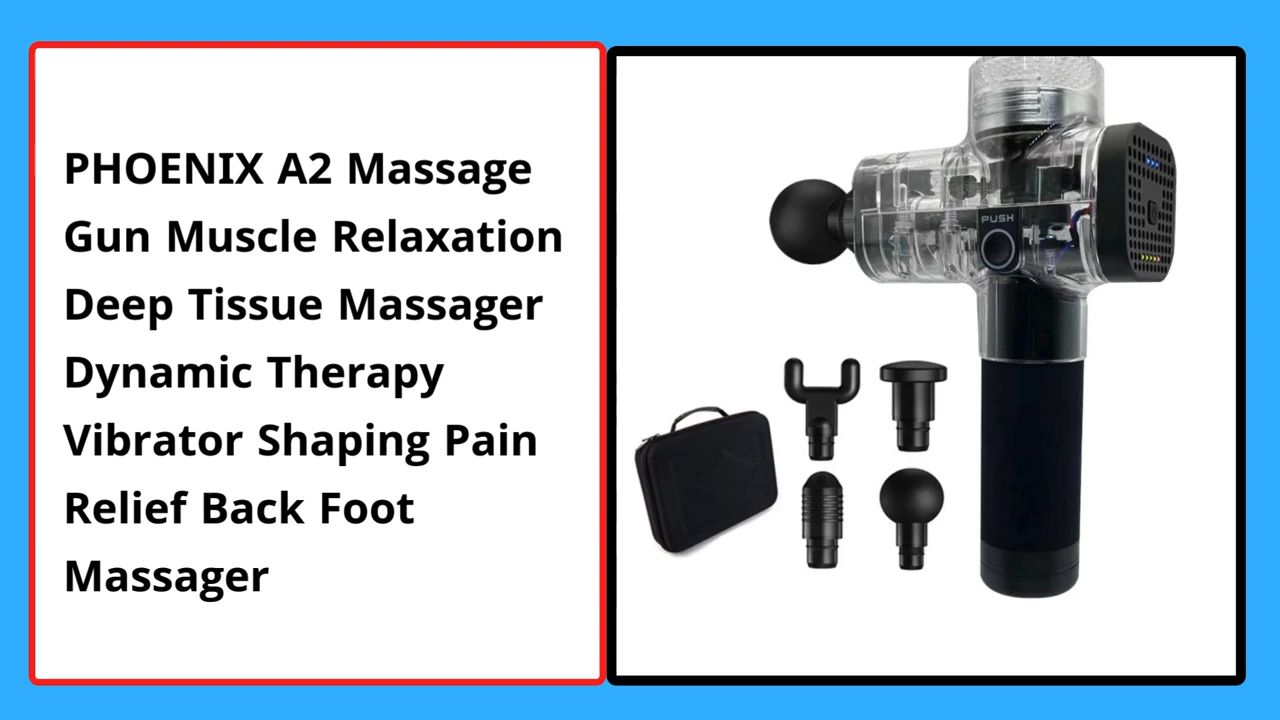 PHOENIX A2 Massage
Gun Muscle Relaxation
Deep Tissue Massager
Dynamic Therapy
Vibrator Shaping Pain
Relief Back Foot
Massager
PUSH